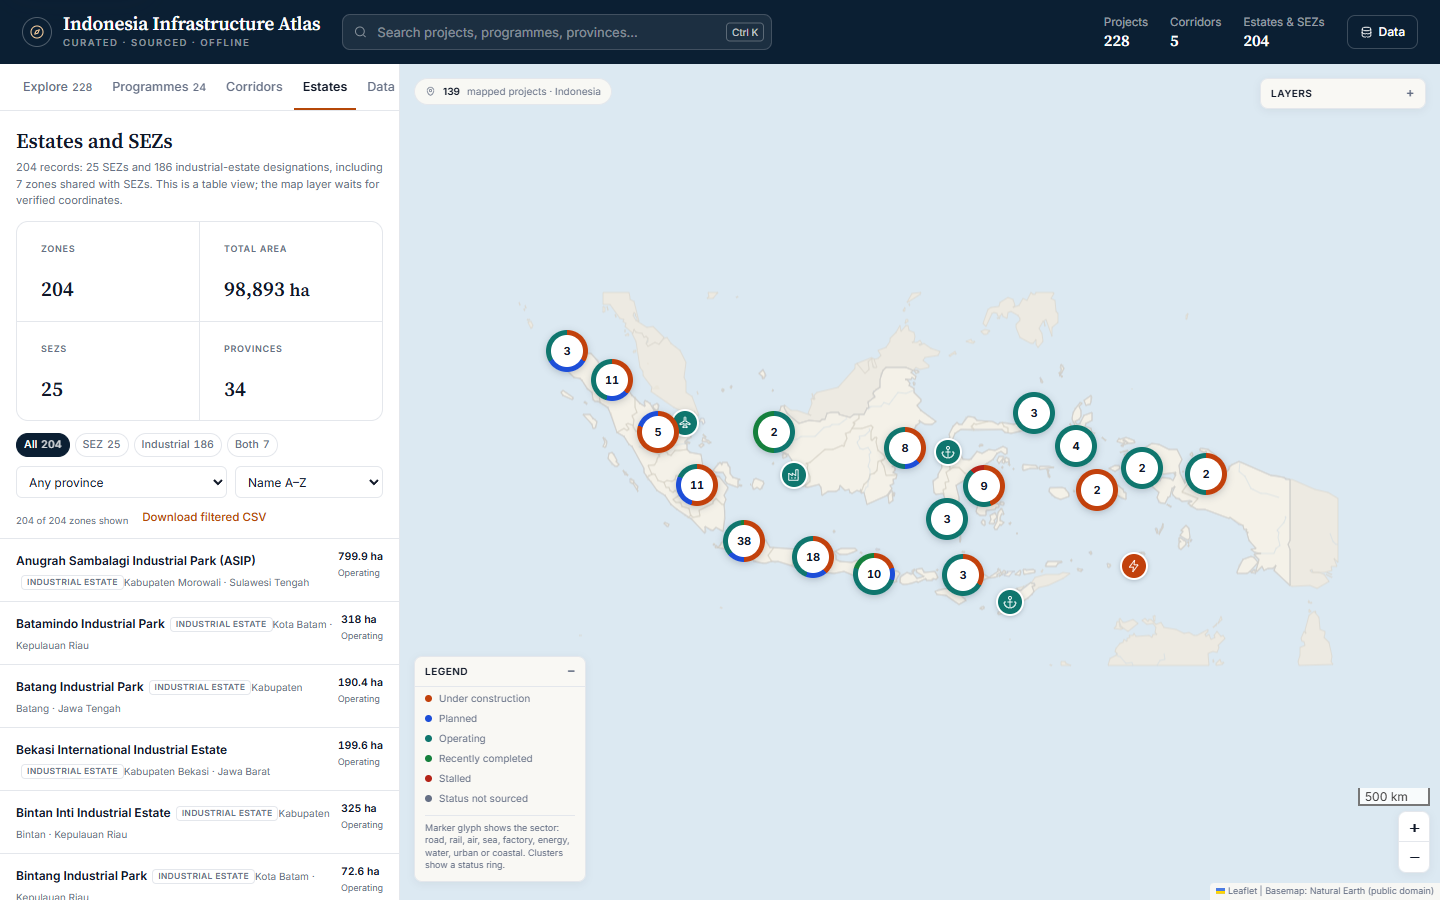 Indonesia Infrastructure Atlas
CURATED · SOURCED · OFFLINE
Search projects, programmes, provinces...
Ctrl K
Projects
228
Corridors
5
Estates & SEZs
204
Data
Explore 228
Programmes 24
Corridors
Estates
Data
Estates and SEZs
204 records: 25 SEZs and 186 industrial-estate designations, including
7 zones shared with SEZs. This is a table view; the map layer waits for
verified coordinates.
ZONES
204
TOTAL AREA
98,893 ha
SEZS
25
PROVINCES
34
All 204
SEZ 25
Industrial 186
Both 7
Any province
Name A–Z
204 of 204 zones shown
Download filtered CSV
Anugrah Sambalagi Industrial Park (ASIP)
INDUSTRIAL ESTATE Kabupaten Morowali · Sulawesi Tengah
799.9 ha
Operating
Batamindo Industrial Park INDUSTRIAL ESTATE Kota Batam ·
Kepulauan Riau
318 ha
Operating
Batang Industrial Park INDUSTRIAL ESTATE Kabupaten
Batang · Jawa Tengah
190.4 ha
Operating
Bekasi International Industrial Estate
INDUSTRIAL ESTATE Kabupaten Bekasi · Jawa Barat
199.6 ha
Operating
Bintan Inti Industrial Estate INDUSTRIAL ESTATE Kabupaten
Bintan · Kepulauan Riau
325 ha
Operating
Bintang Industrial Park INDUSTRIAL ESTATE Kota Batam ·
Kepulauan Riau
72.6 ha
Operating
139 mapped projects · Indonesia
LAYERS +
3
11
5
2
11
8
3
4
2
2
2
9
3
38
18
10
3
LEGEND −
Under construction
Planned
Operating
Recently completed
Stalled
Status not sourced
Marker glyph shows the sector:
road, rail, air, sea, factory, energy,
water, urban or coastal. Clusters
show a status ring.
500 km
+
−
Leaflet | Basemap: Natural Earth (public domain)